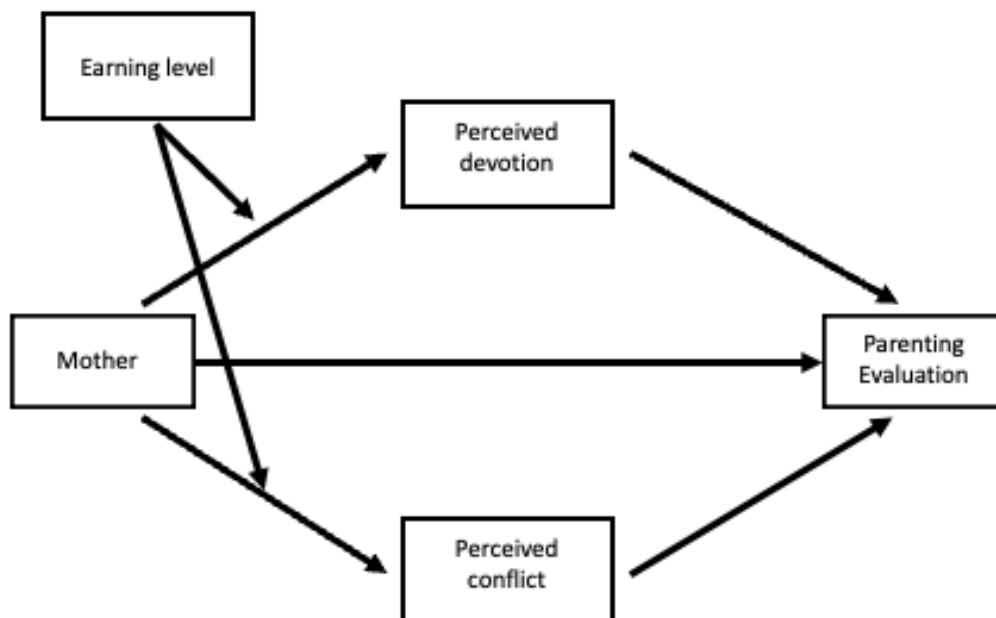 Earning level
Perceived
devotion
Mother
Parenting
Evaluation
Perceived
conflict